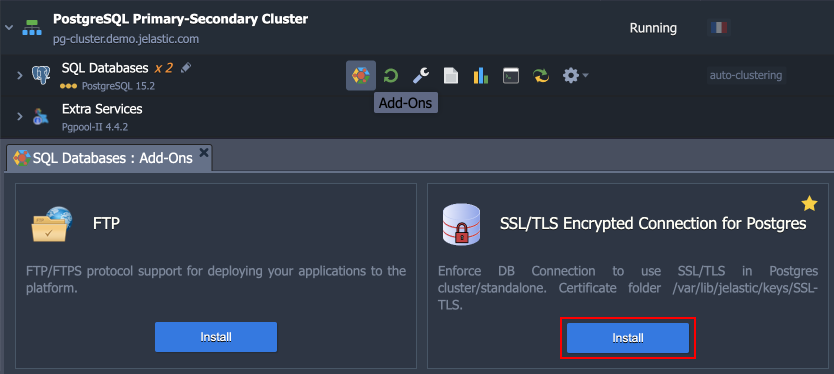 PostgreSQL Primary-Secondary Cluster
pg-cluster.demo.jelastic.com
Running
SQL Databases x 2
PostgreSQL 15.2
auto-clustering
Add-Ons
Extra Services
Pgpool-II 4.4.2
SQL Databases : Add-Ons
FTP
FTP/FTPS protocol support for deploying your applications to the
platform.
Install
SSL/TLS Encrypted Connection for Postgres
Enforce DB Connection to use SSL/TLS in Postgres
cluster/standalone. Certificate folder /var/lib/jelastic/keys/SSL-
TLS.
Install